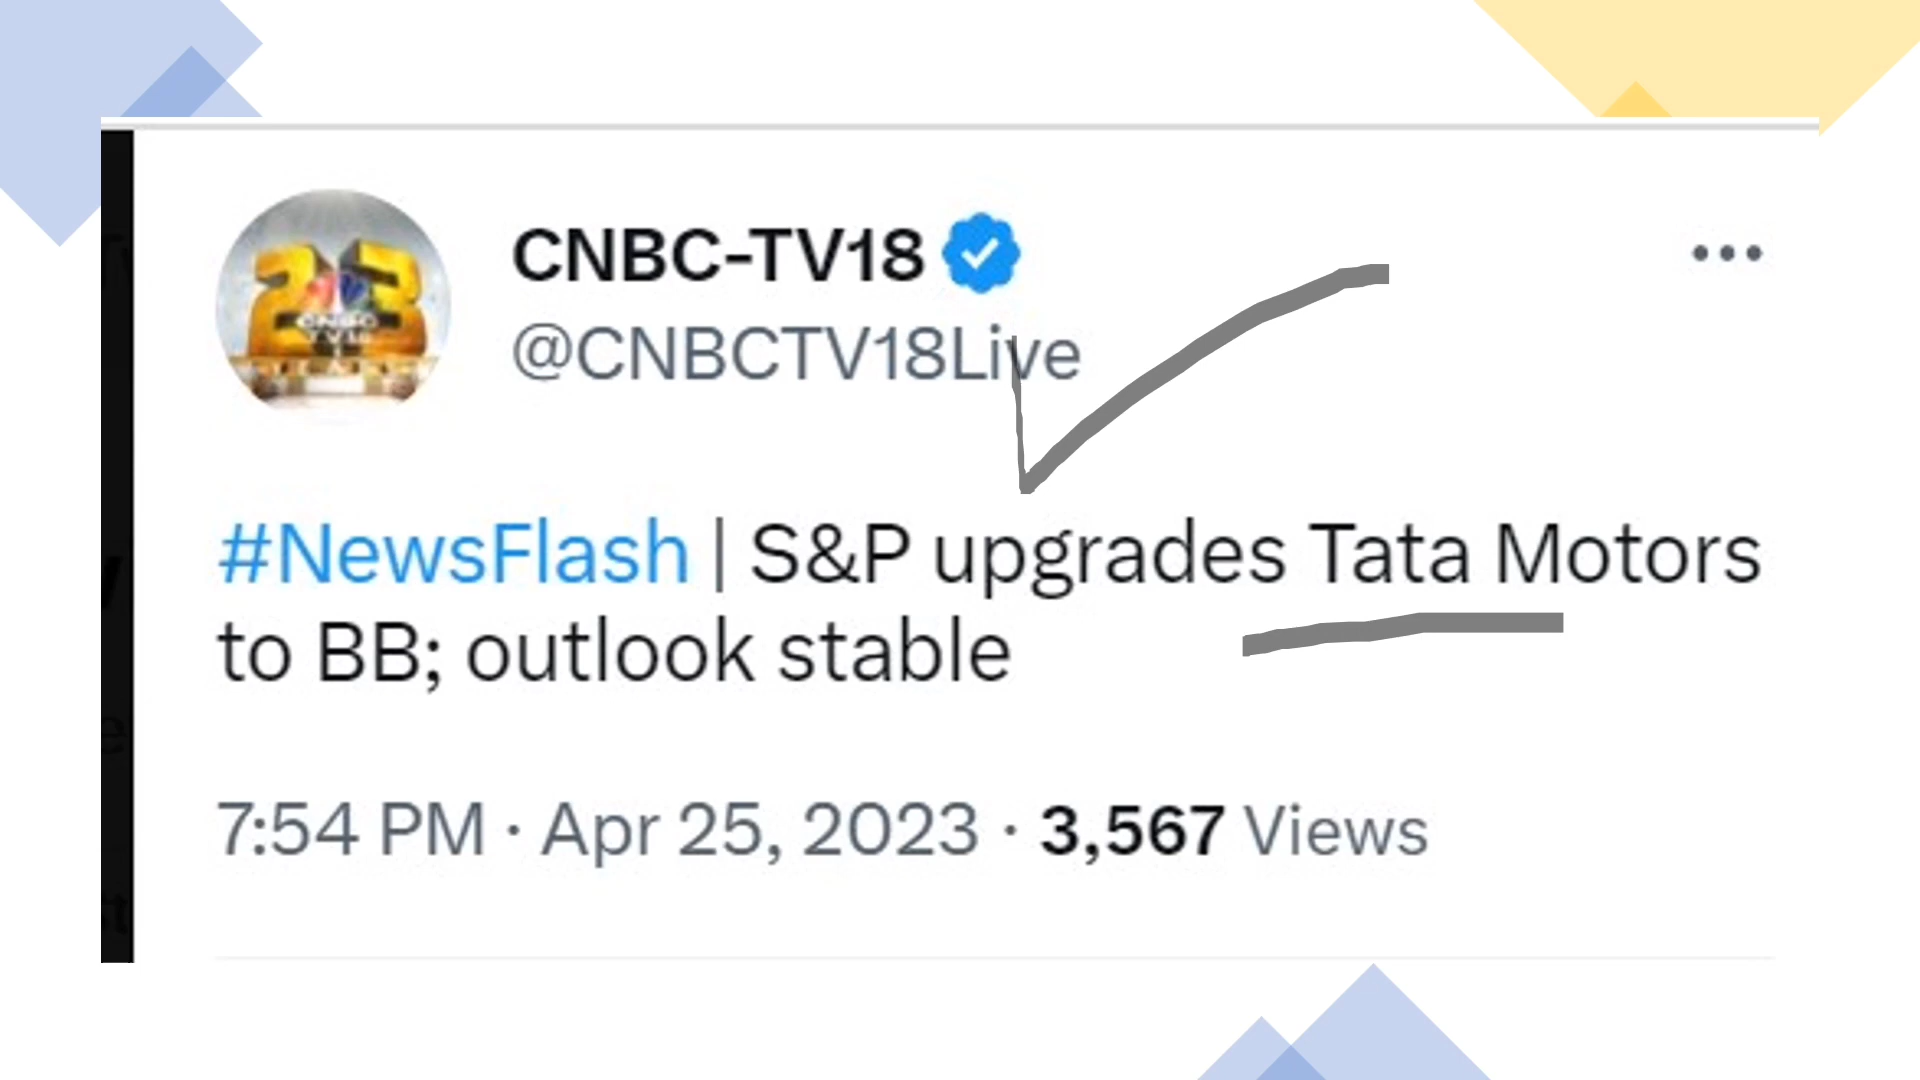 CNBC-TV18
@CNBCTV18Live
#NewsFlash | S&P upgrades Tata Motors
to BB; outlook stable
7:54 PM · Apr 25, 2023 · 3,567 Views